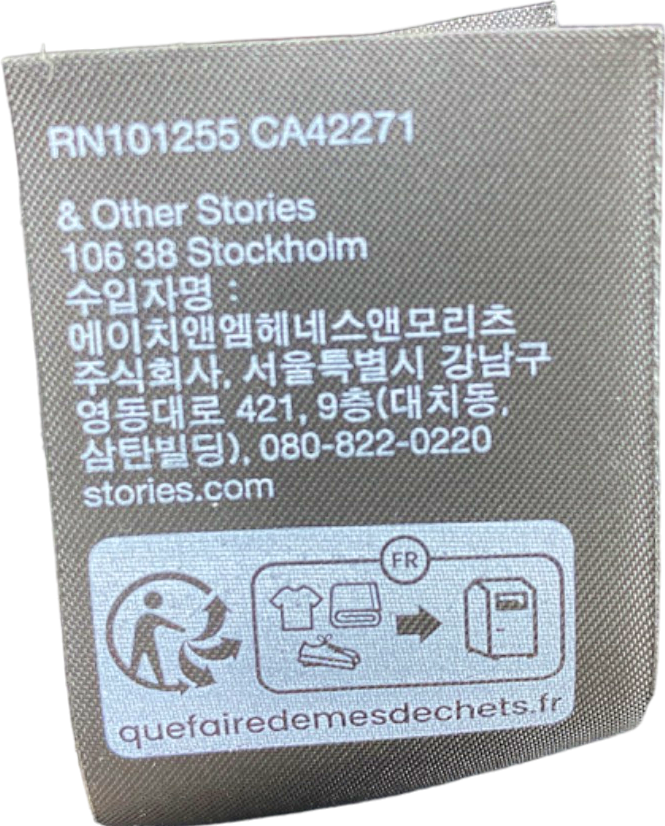 RN101255 CA42271
& Other Stories
106 38 Stockholm
수입자명 :
에이치앤엠헤네스앤모리츠
주식회사, 서울특별시 강남구
영동대로 421, 9층(대치동,
삼탄빌딩), 080-822-0220
stories.com
FR
quefairedemesdechets.fr